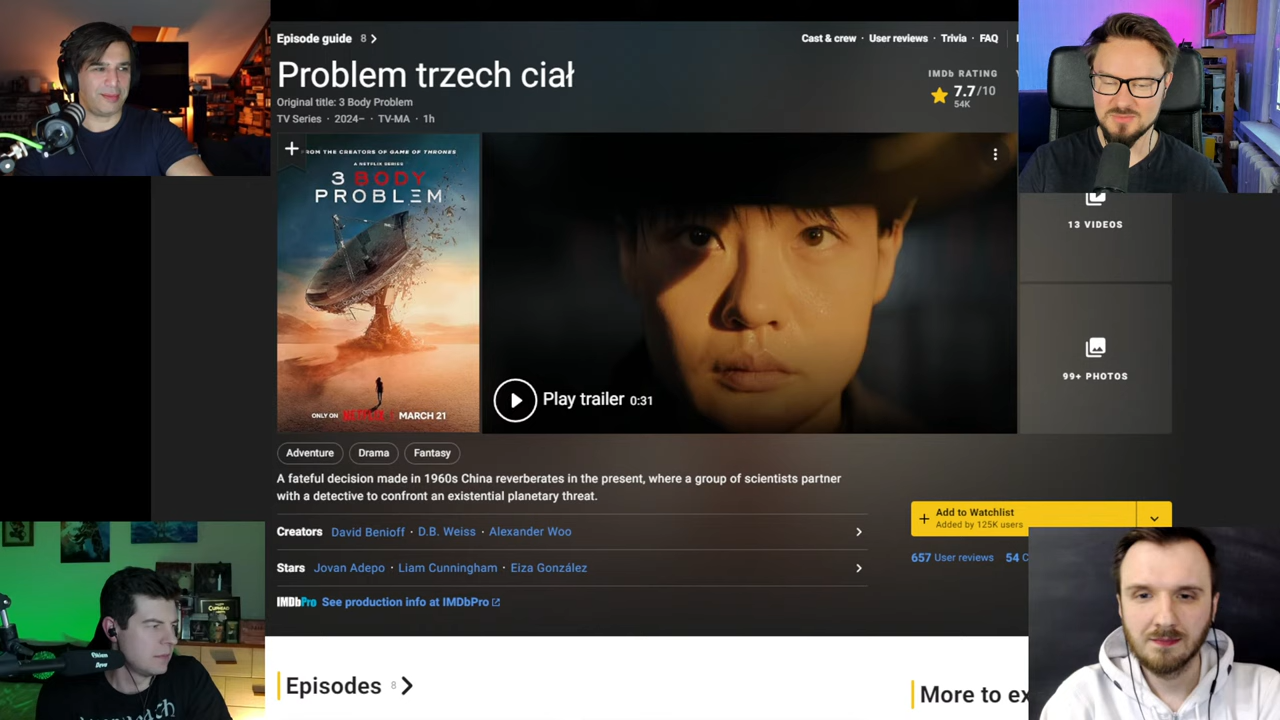 Episode guide 8
Cast & crew · User reviews · Trivia · FAQ
Problem trzech ciał
Original title: 3 Body Problem
TV Series · 2024– · TV-MA · 1h
IMDb RATING
7.7/10
54K
FROM THE CREATORS OF GAME OF THRONES
A NETFLIX SERIES
3 BODY
PROBLEM
ONLY ON NETFLIX MARCH 21
Play trailer 0:31
13 VIDEOS
99+ PHOTOS
Adventure Drama Fantasy
A fateful decision made in 1960s China reverberates in the present, where a group of scientists partner
with a detective to confront an existential planetary threat.
Creators David Benioff · D.B. Weiss · Alexander Woo
Stars Jovan Adepo · Liam Cunningham · Eiza González
IMDbPro See production info at IMDbPro
Add to Watchlist
Added by 125K users
657 User reviews 54 C
Episodes 8
More to ex
CUPHEAD